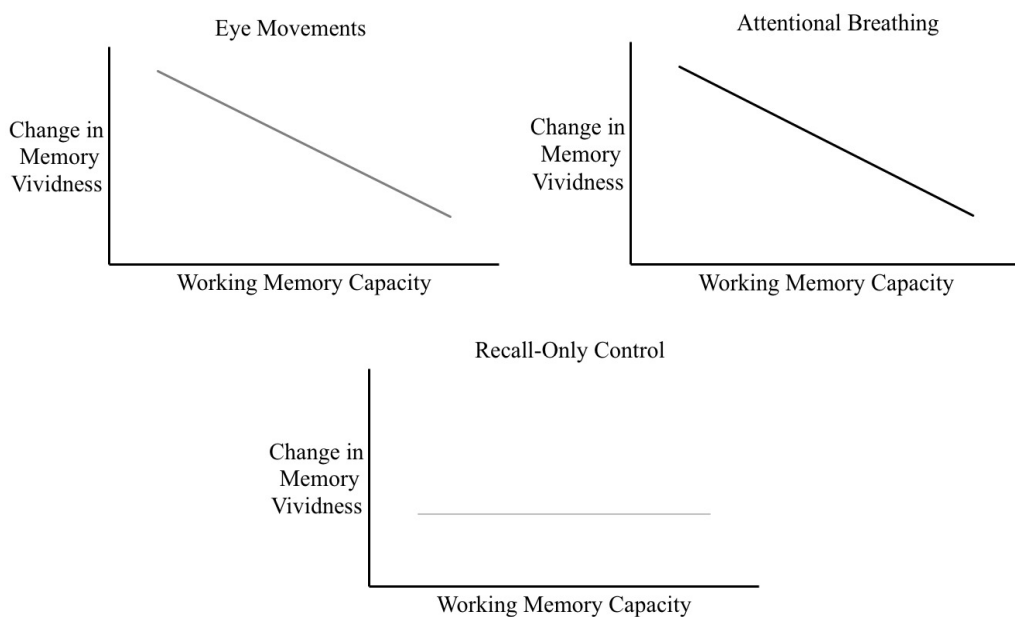 Eye Movements
Change in
Memory
Vividness
Working Memory Capacity
Attentional Breathing
Change in
Memory
Vividness
Working Memory Capacity
Recall-Only Control
Change in
Memory
Vividness
Working Memory Capacity